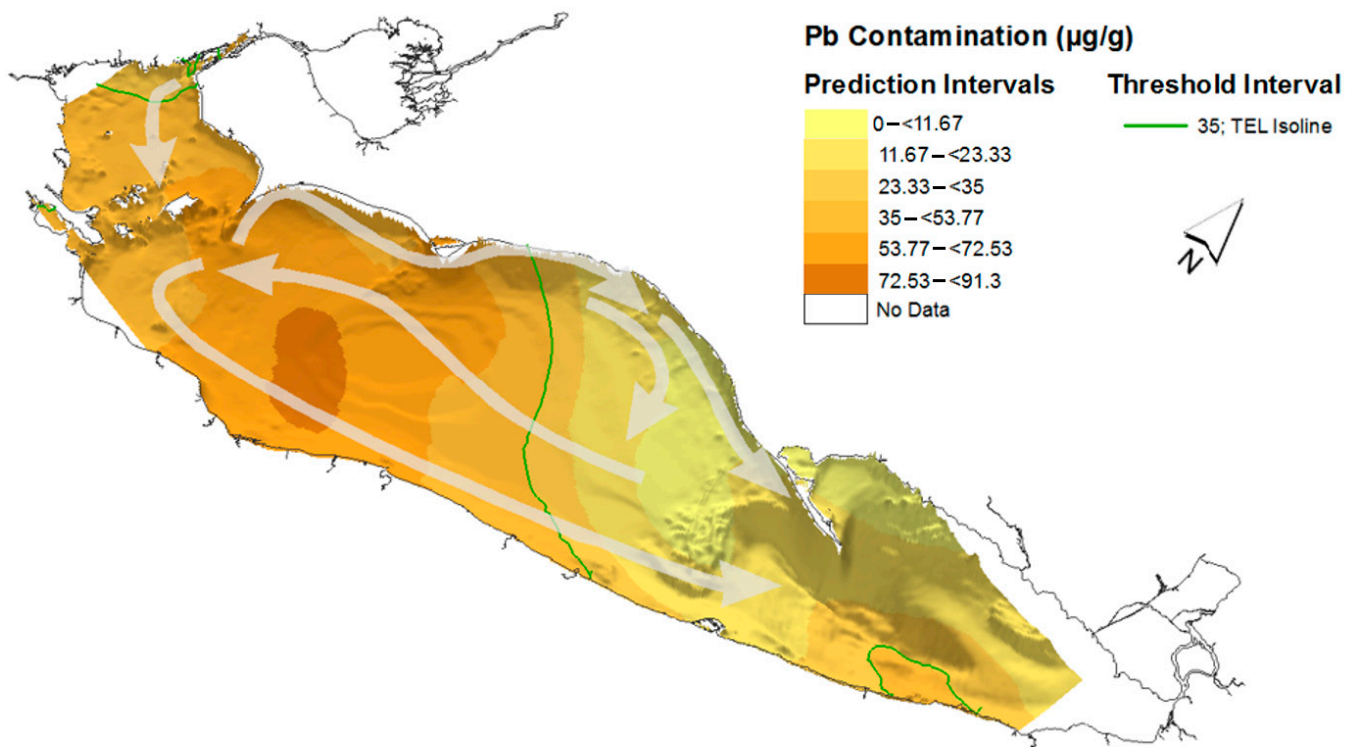 Pb Contamination (µg/g)
Prediction Intervals
0–<11.67
11.67–<23.33
23.33–<35
35–<53.77
53.77–<72.53
72.53–<91.3
No Data
Threshold Interval
35; TEL Isoline
N